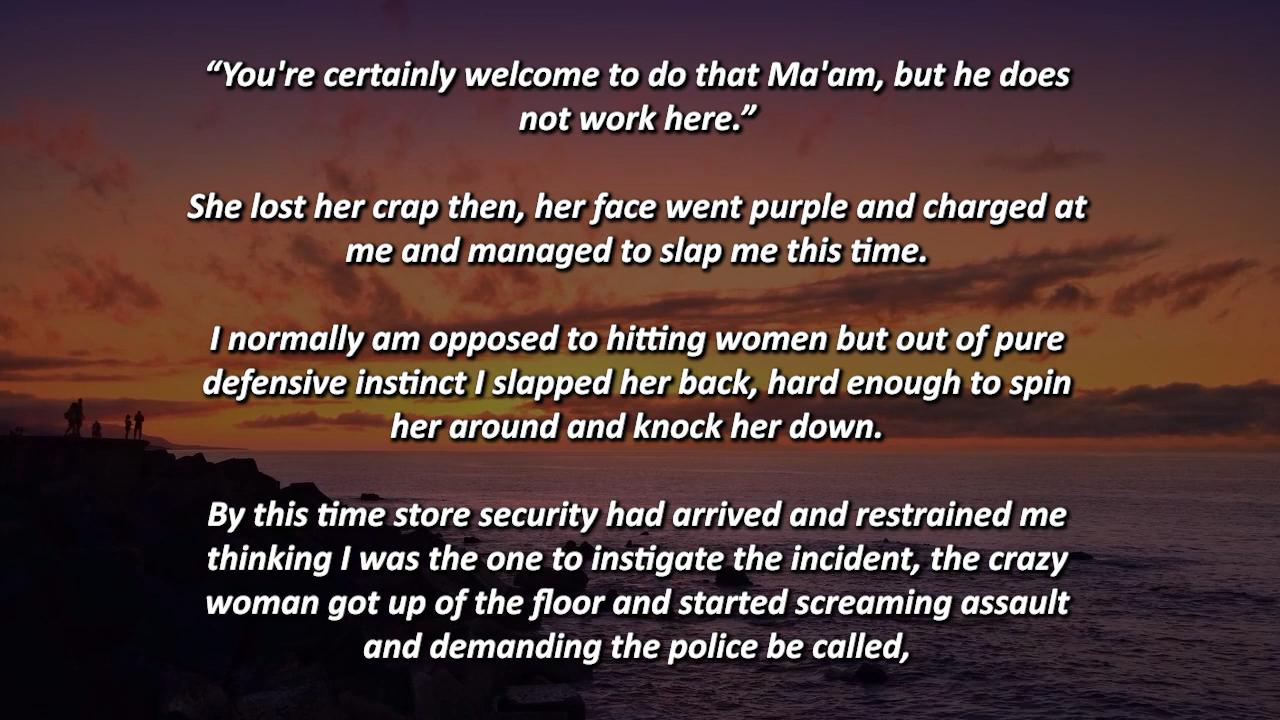 “You're certainly welcome to do that Ma'am, but he does
not work here.”
She lost her crap then, her face went purple and charged at
me and managed to slap me this time.
I normally am opposed to hitting women but out of pure
defensive instinct I slapped her back, hard enough to spin
her around and knock her down.
By this time store security had arrived and restrained me
thinking I was the one to instigate the incident, the crazy
woman got up of the floor and started screaming assault
and demanding the police be called,